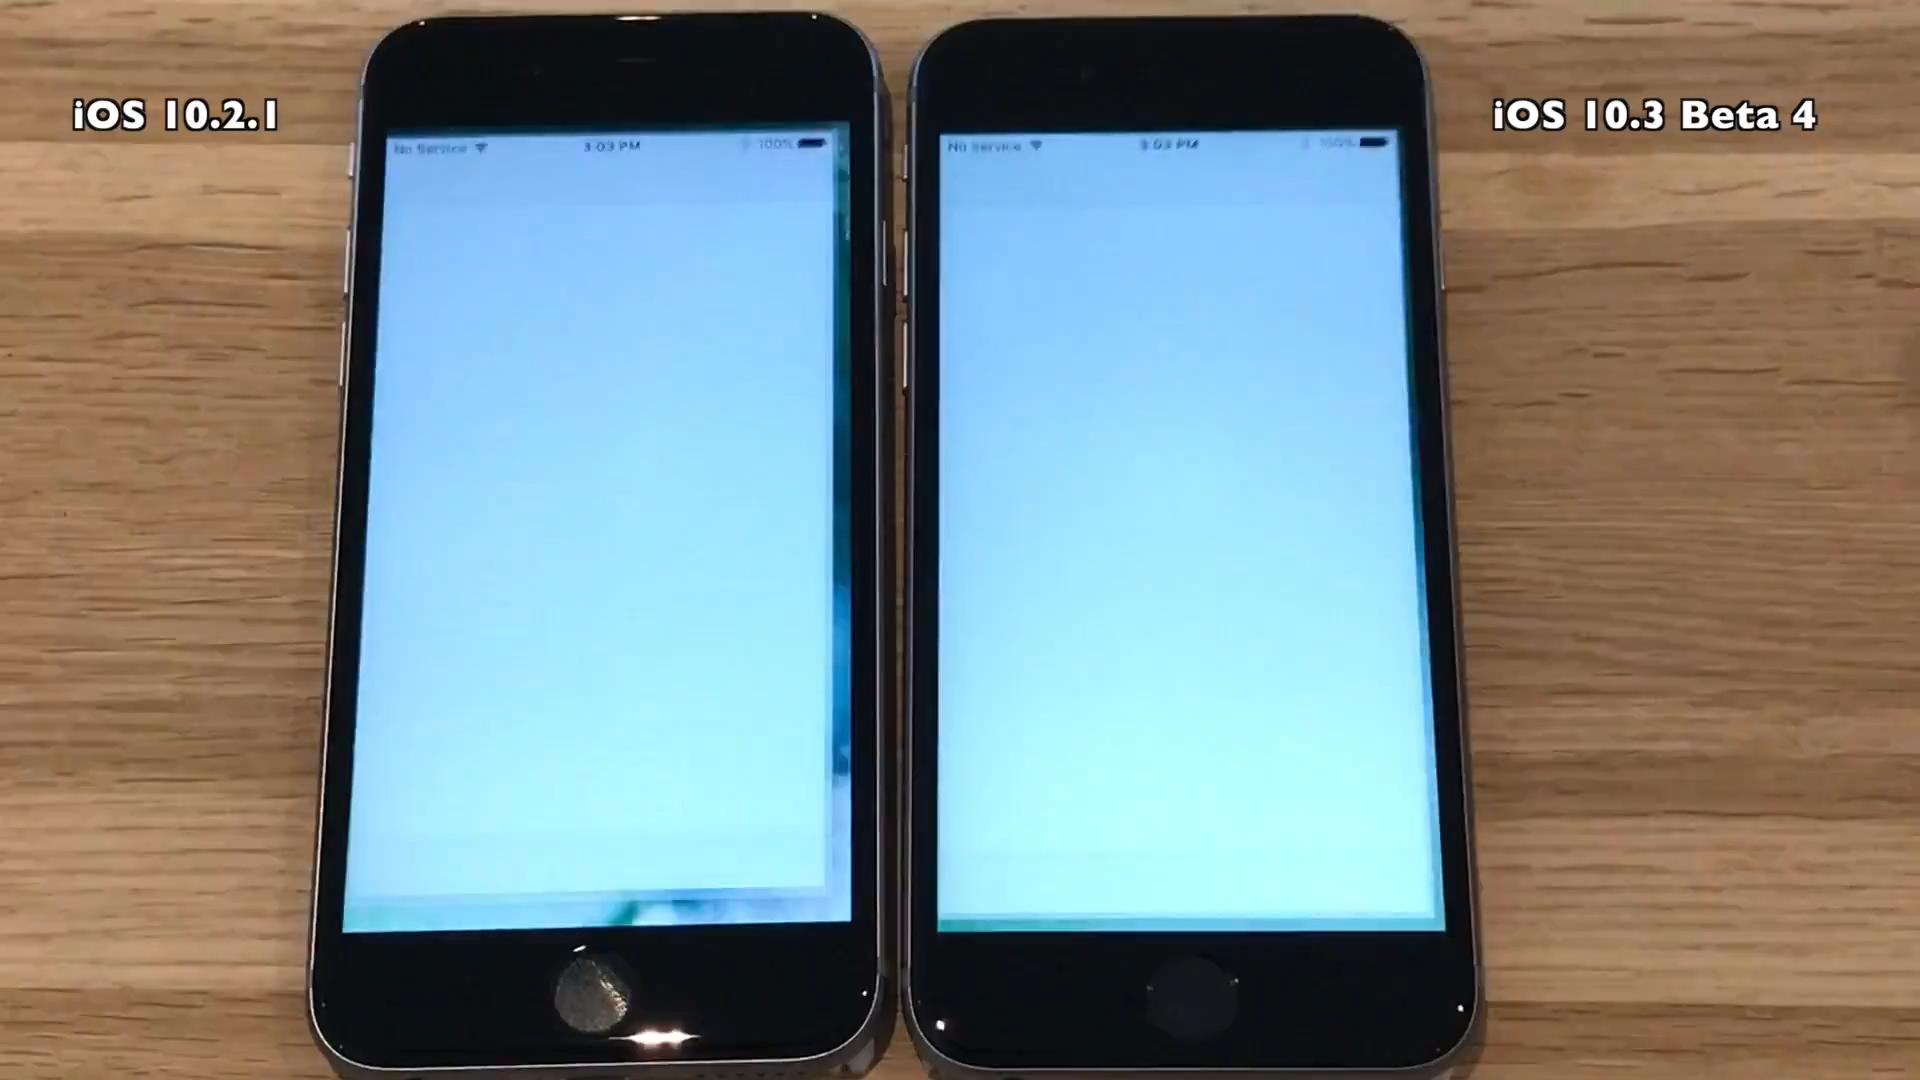 iOS 10.2.1
iOS 10.3 Beta 4
No Service 3:03 PM 100%
No Service 3:03 PM 100%